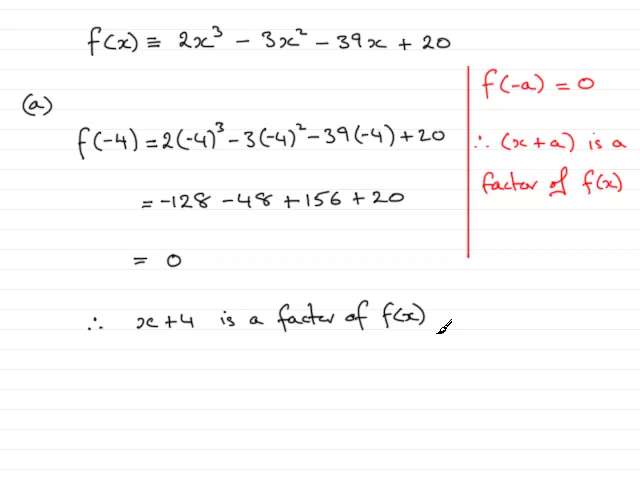 f(x) ≡ 2x³ - 3x² - 39x + 20
(a)
f(-4) = 2(-4)³ - 3(-4)² - 39(-4) + 20
= -128 - 48 + 156 + 20
= 0
∴ x+4 is a factor of f(x)
f(-a) = 0
∴ (x+a) is a
factor of f(x)